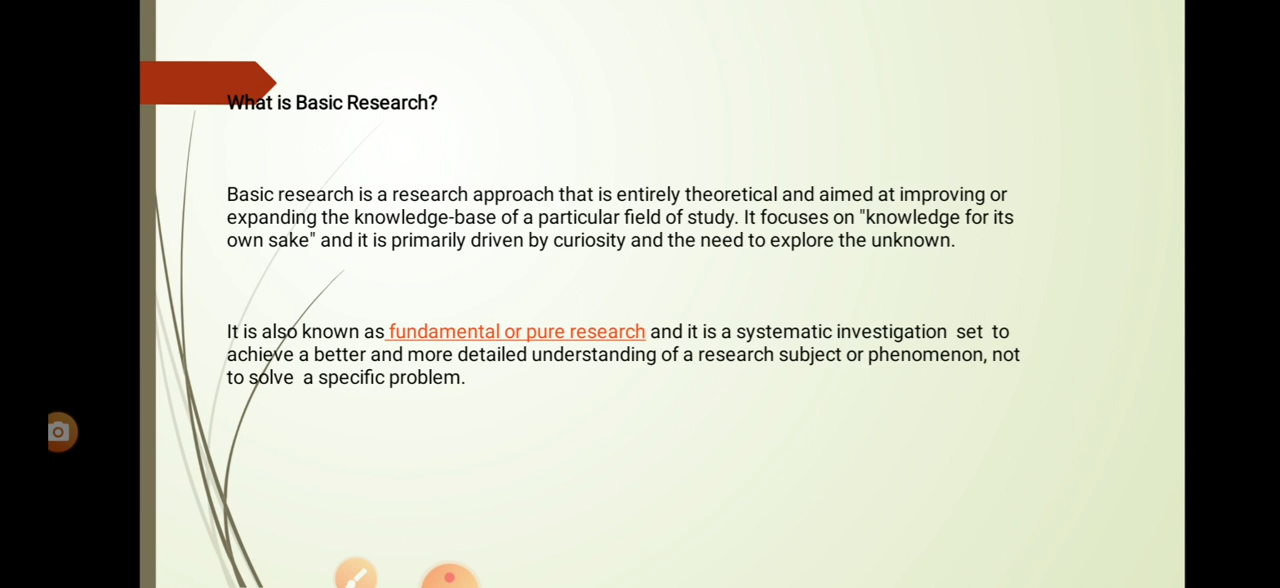 What is Basic Research?
Basic research is a research approach that is entirely theoretical and aimed at improving or
expanding the knowledge-base of a particular field of study. It focuses on "knowledge for its
own sake" and it is primarily driven by curiosity and the need to explore the unknown.
It is also known as fundamental or pure research and it is a systematic investigation  set  to
achieve a better and more detailed understanding of a research subject or phenomenon, not
to solve  a specific problem.